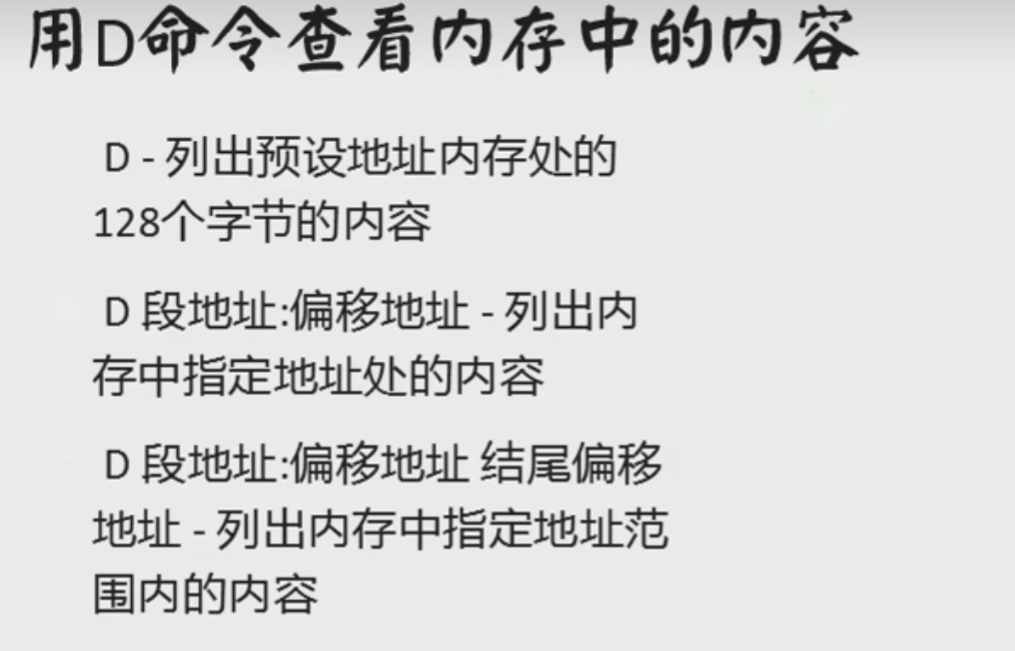 用D命令查看内存中的内容
D - 列出预设地址内存处的
128个字节的内容
D 段地址:偏移地址 - 列出内
存中指定地址处的内容
D 段地址:偏移地址 结尾偏移
地址 - 列出内存中指定地址范
围内的内容